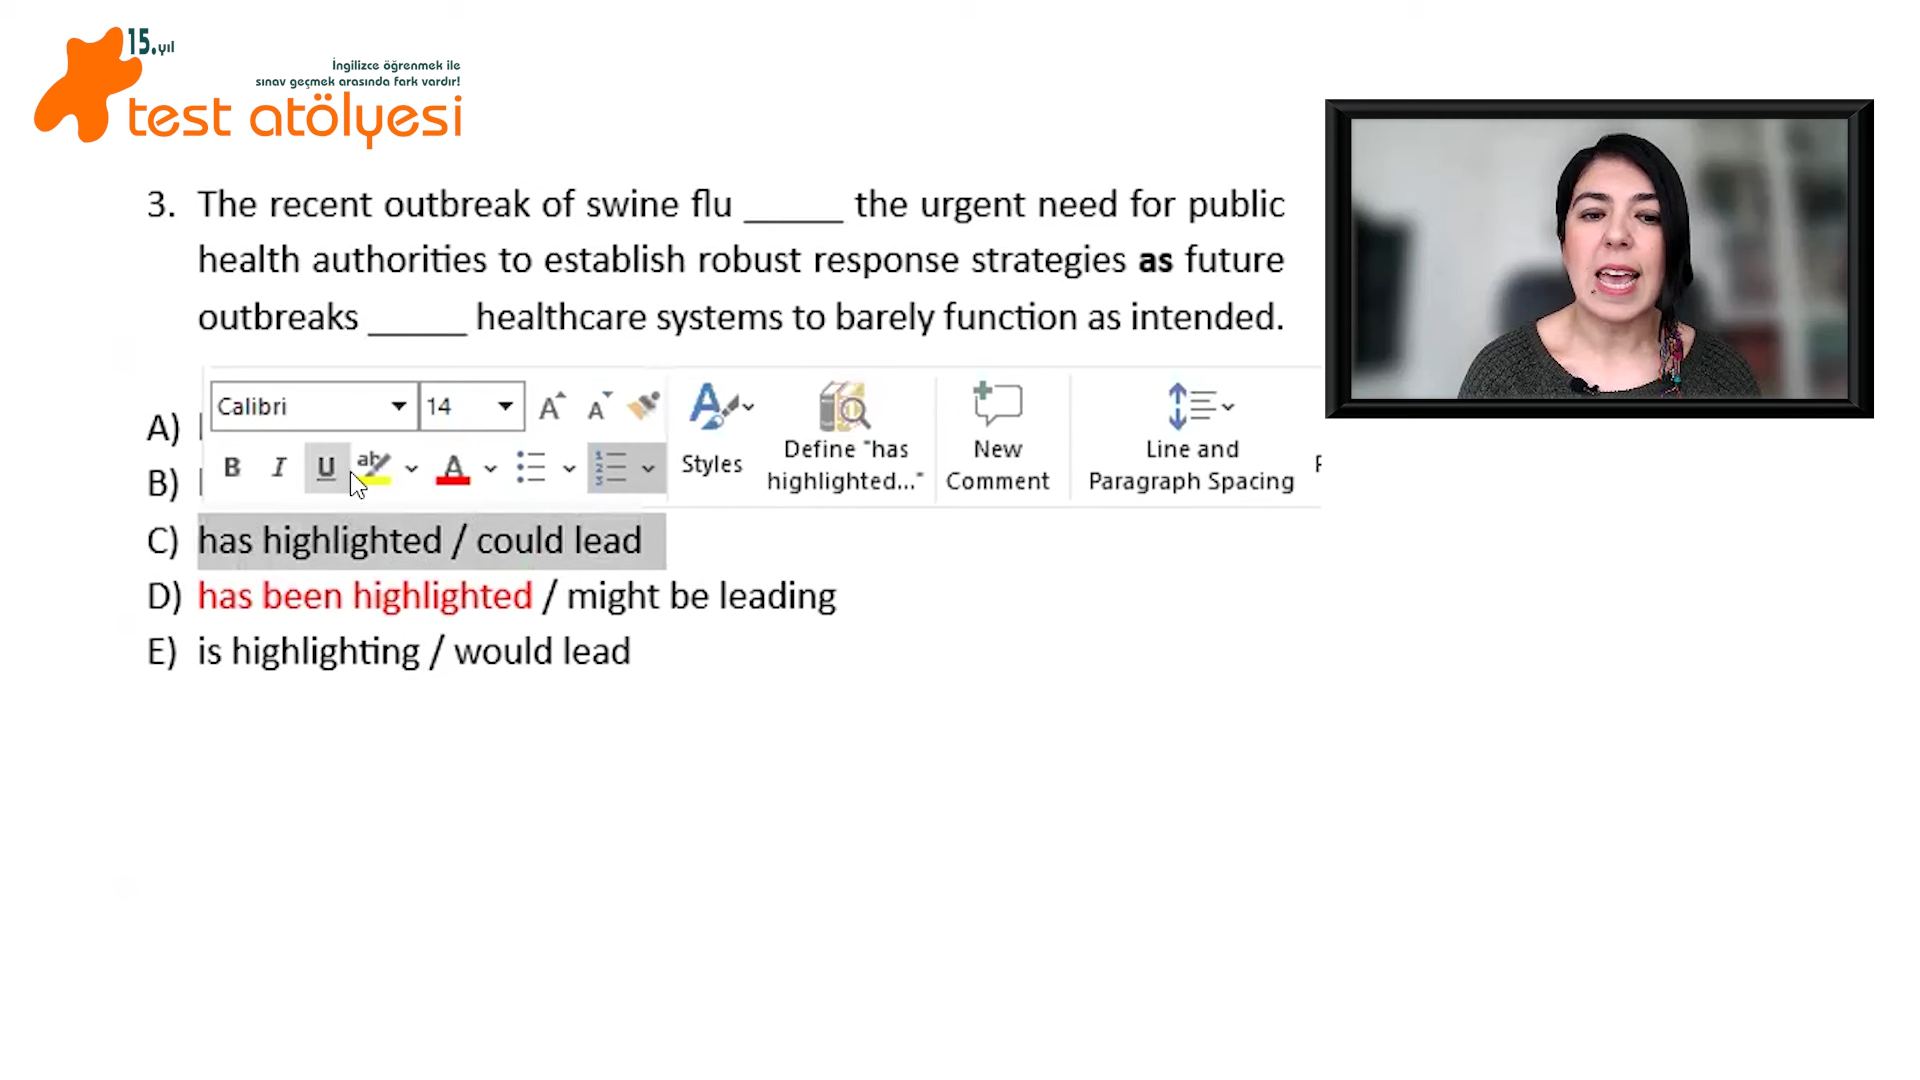 15.yıl
İngilizce öğrenmek ile
sınav geçmek arasında fark vardır!
test atölyesi
3. The recent outbreak of swine flu _____ the urgent need for public
health authorities to establish robust response strategies as future
outbreaks _____ healthcare systems to barely function as intended.
Calibri 14 A A
B I U ab A
Styles
Define "has
highlighted..."
New
Comment
Line and
Paragraph Spacing
A)
B)
C) has highlighted / could lead
D) has been highlighted / might be leading
E) is highlighting / would lead